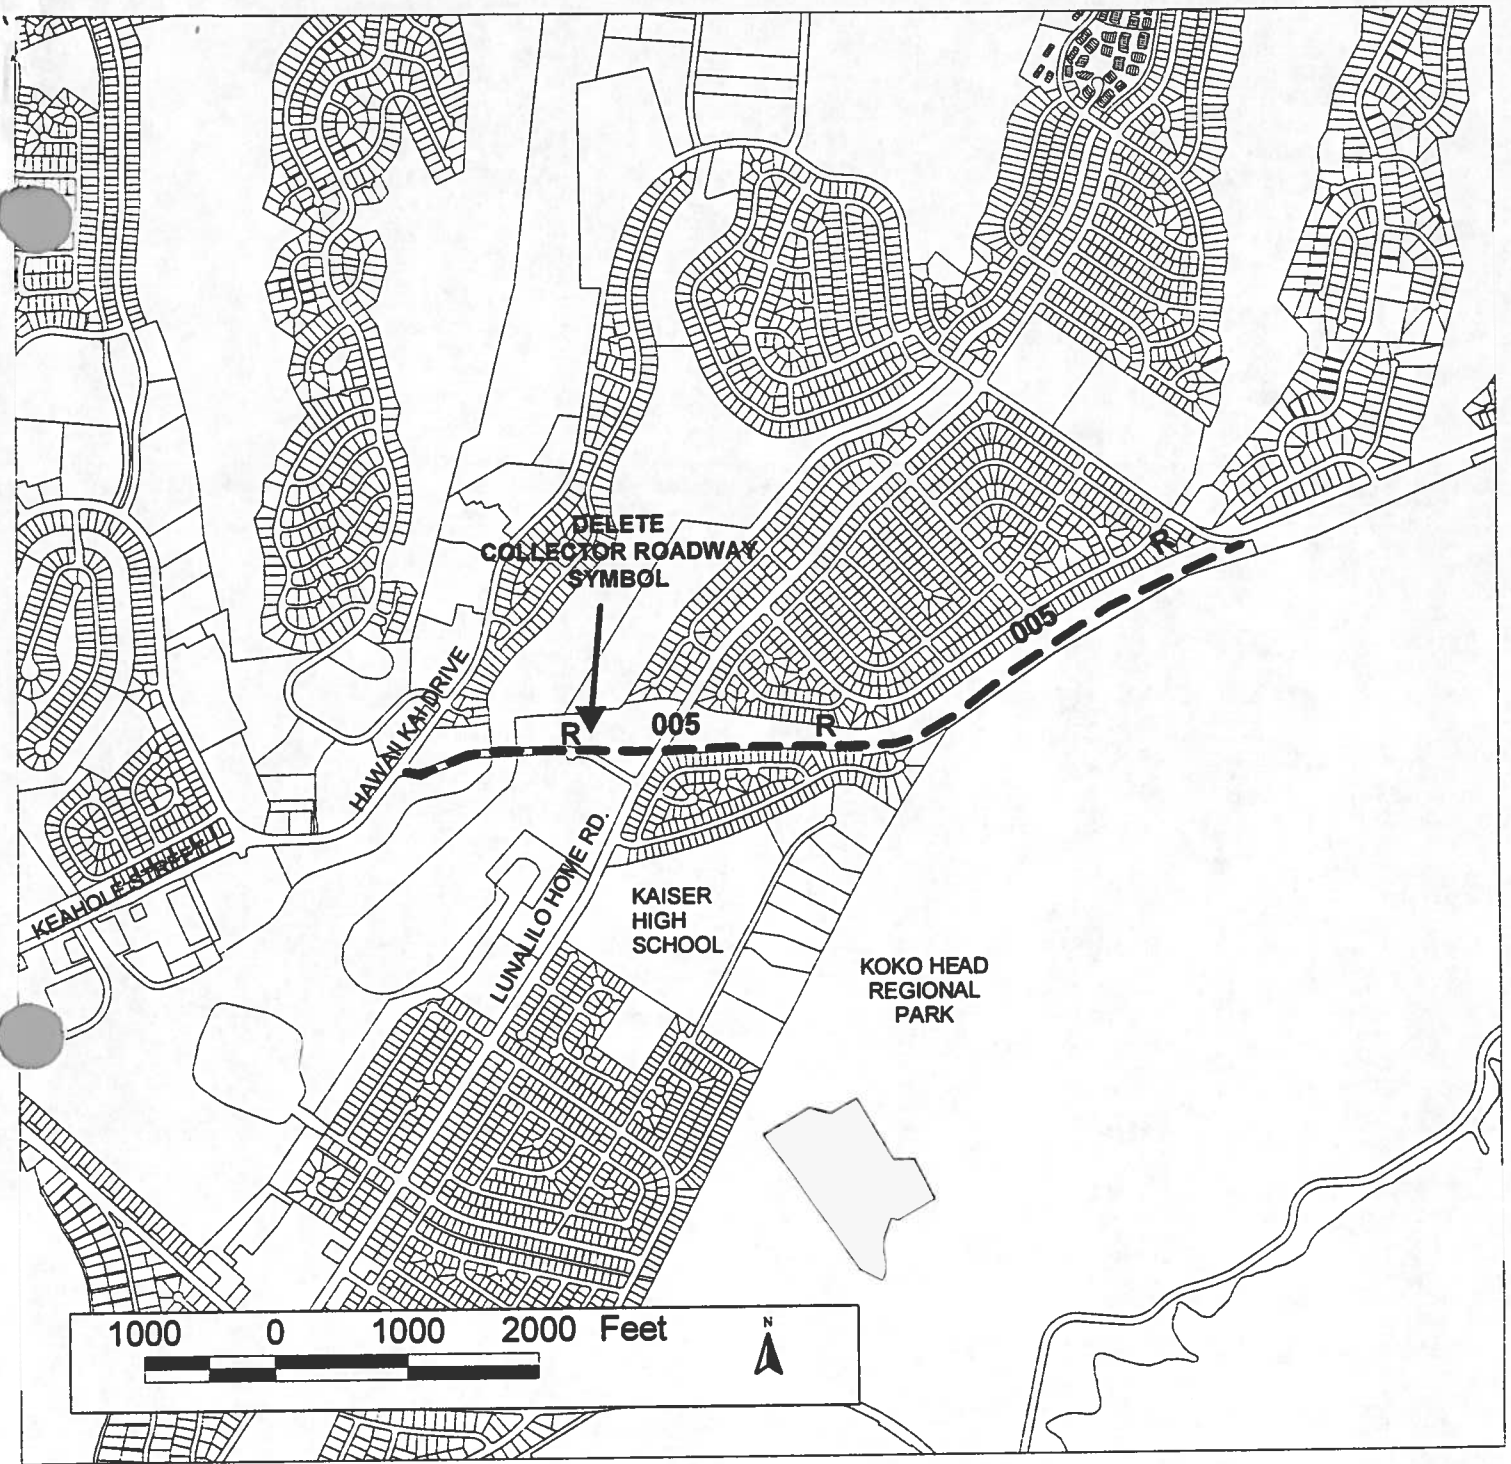 DELETE
COLLECTOR ROADWAY
SYMBOL
R
005
HAWAII KAI DRIVE
R
005
R
LUNALILO HOME RD.
KEAHOLE STREET
KAISER
HIGH
SCHOOL
KOKO HEAD
REGIONAL
PARK
1000 0 1000 2000 Feet
N